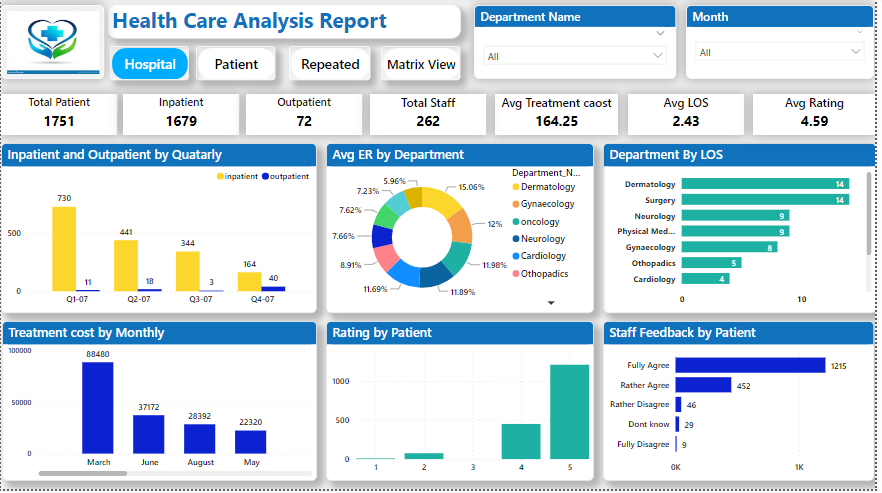 Health Care Analysis Report
Hospital
Patient
Repeated
Matrix View
Department Name
All
Month
All
Total Patient
1751
Inpatient
1679
Outpatient
72
Total Staff
262
Avg Treatment caost
164.25
Avg LOS
2.43
Avg Rating
4.59
Inpatient and Outpatient by Quatarly
inpatient outpatient
730
441
344
164
11
18
3
40
500
0
Q1-07 Q2-07 Q3-07 Q4-07
Avg ER by Department
Department_N...
Dermatology
Gynaecology
oncology
Neurology
Cardiology
Othopadics
15.06%
12%
11.98%
11.89%
11.69%
8.91%
7.66%
7.62%
7.23%
5.96%
Department By LOS
Dermatology 14
Surgery 14
Neurology 9
Physical Med... 9
Gynaecology 8
Othopadics 5
Cardiology 4
0 10
Treatment cost by Monthly
100000
50000
0
88480
37172
28392
22320
March June August May
Rating by Patient
1000
500
0
1 2 3 4 5
Staff Feedback by Patient
Fully Agree 1215
Rather Agree 452
Rather Disagree 46
Dont know 29
Fully Disagree 9
0K 1K